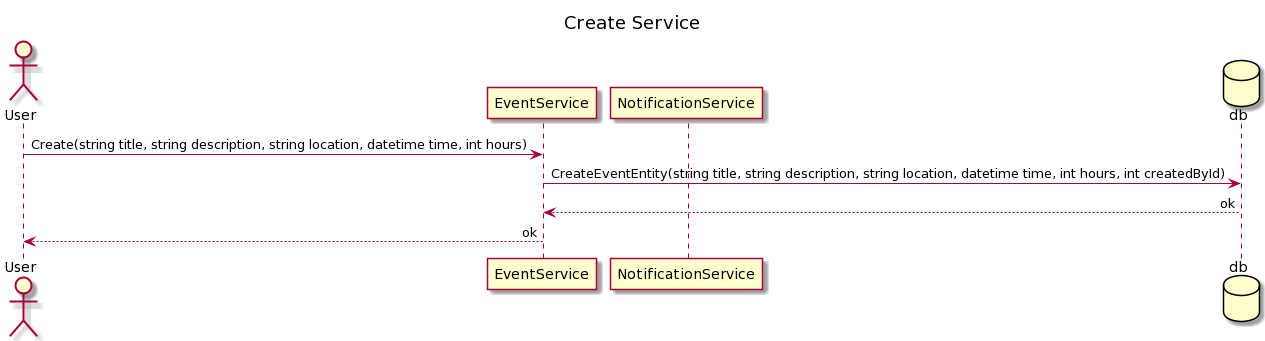 Create Service
User
EventService
NotificationService
db
Create(string title, string description, string location, datetime time, int hours)
CreateEventEntity(string title, string description, string location, datetime time, int hours, int createdById)
ok
ok
User
EventService
NotificationService
db